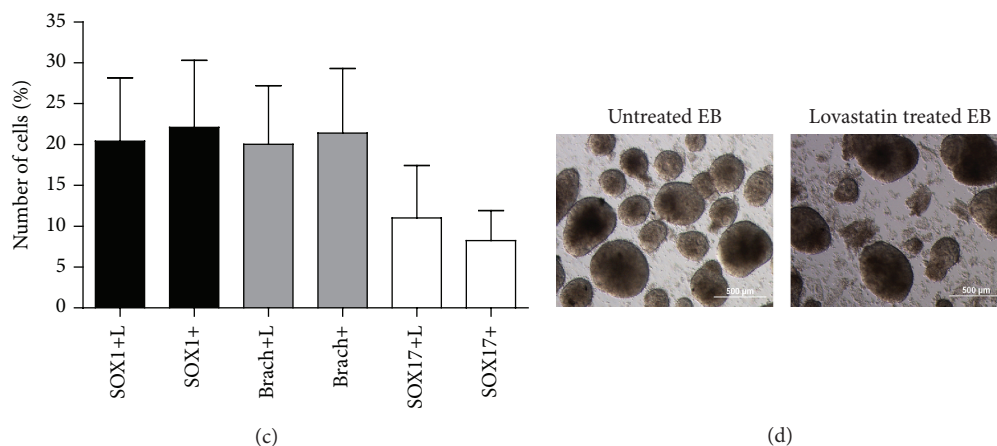 35
30
25
20
15
10
5
0
Number of cells (%)
SOX1+L
SOX1+
Brach+L
Brach+
SOX17+L
SOX17+
(c)
Untreated EB
Lovastatin treated EB
500 µm
500 µm
(d)